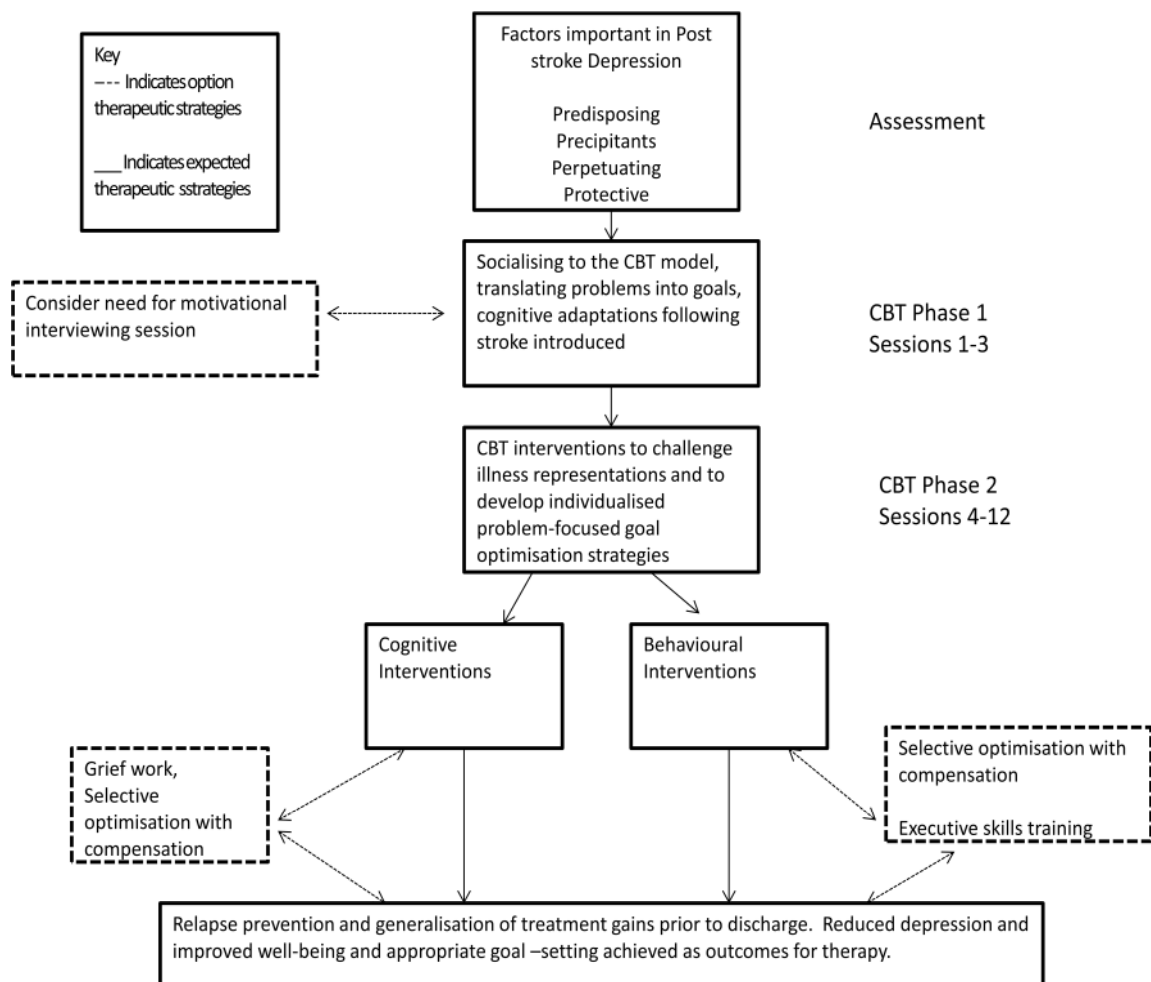 Key
---- Indicates option
therapeutic strategies
___ Indicates expected
therapeutic sstrategies
Factors important in Post
stroke Depression
Predisposing
Precipitants
Perpetuating
Protective
Assessment
Socialising to the CBT model,
translating problems into goals,
cognitive adaptations following
stroke introduced
Consider need for motivational
interviewing session
CBT Phase 1
Sessions 1-3
CBT interventions to challenge
illness representations and to
develop individualised
problem-focused goal
optimisation strategies
CBT Phase 2
Sessions 4-12
Cognitive
Interventions
Behavioural
Interventions
Grief work,
Selective
optimisation with
compensation
Selective optimisation with
compensation
Executive skills training
Relapse prevention and generalisation of treatment gains prior to discharge.  Reduced depression and
improved well-being and appropriate goal –setting achieved as outcomes for therapy.